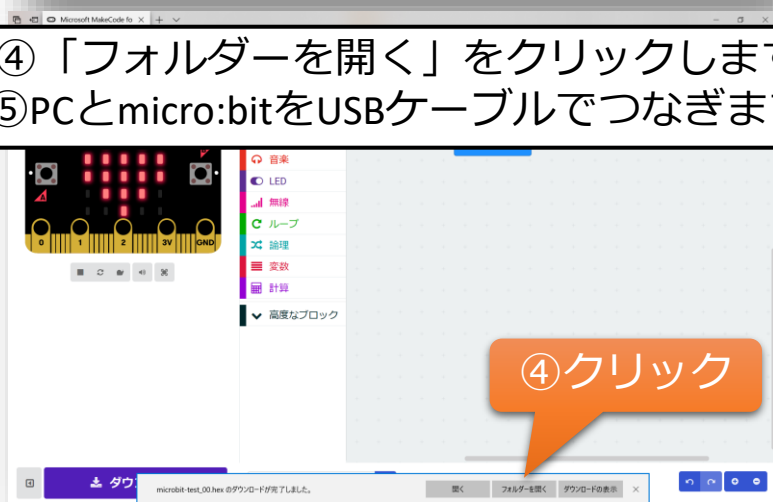 Microsoft MakeCode fo
④「フォルダーを開く」をクリックします
⑤PCとmicro:bitをUSBケーブルでつなぎます
音楽
LED
無線
ループ
論理
変数
計算
高度なブロック
0 1 2 3V GND
④クリック
ダウ
microbit-test_00.hex のダウンロードが完了しました。
開く
フォルダーを開く
ダウンロードの表示